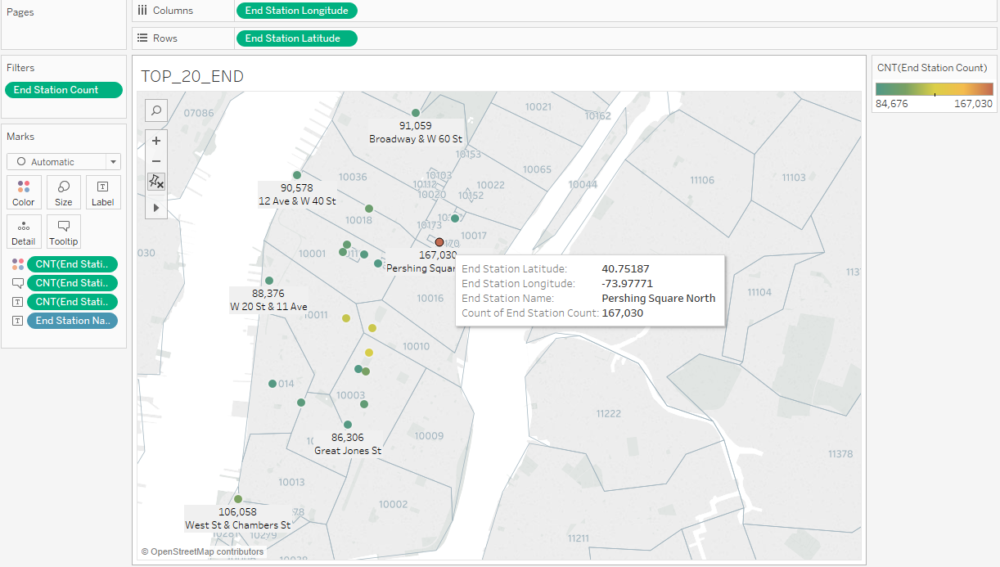 Pages
Columns
End Station Longitude
Rows
End Station Latitude
Filters
End Station Count
Marks
Automatic
Color
Size
Label
Detail
Tooltip
CNT(End Stati..
CNT(End Stati..
CNT(End Stati..
End Station Na..
TOP_20_END
CNT(End Station Count)
84,676
167,030
07086
10021
10162
91,059
Broadway & W 60 St
10153
10065
10036
10103
10112
10022
10044
11106
11103
90,578
12 Ave & W 40 St
10020
10152
10018
10173
10017
030
10001
167,030
Pershing Squar
End Station Latitude: 40.75187
End Station Longitude: -73.97771
End Station Name: Pershing Square North
Count of End Station Count: 167,030
88,376
W 20 St & 11 Ave
10016
11104
10011
10010
014
10003
11222
86,306
Great Jones St
10009
11378
10013
10002
106,058
West St & Chambers St
78
11211
10279
© OpenStreetMap contributors